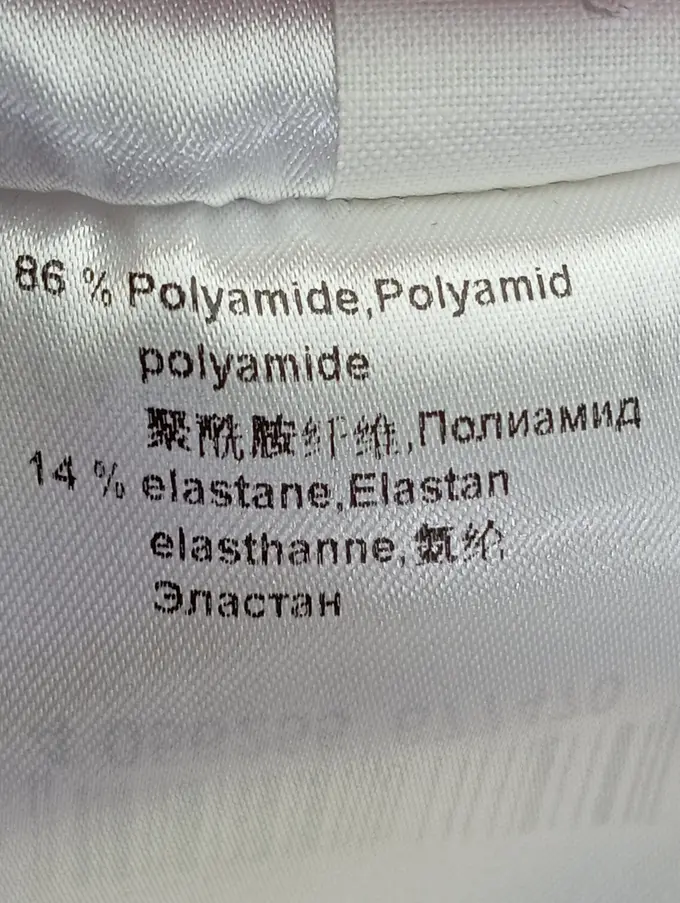 86 % Polyamide,Polyamid
polyamide
聚酰胺纤维,Полиамид
14 % elastane,Elastan
elasthanne,氨纶
Эластан